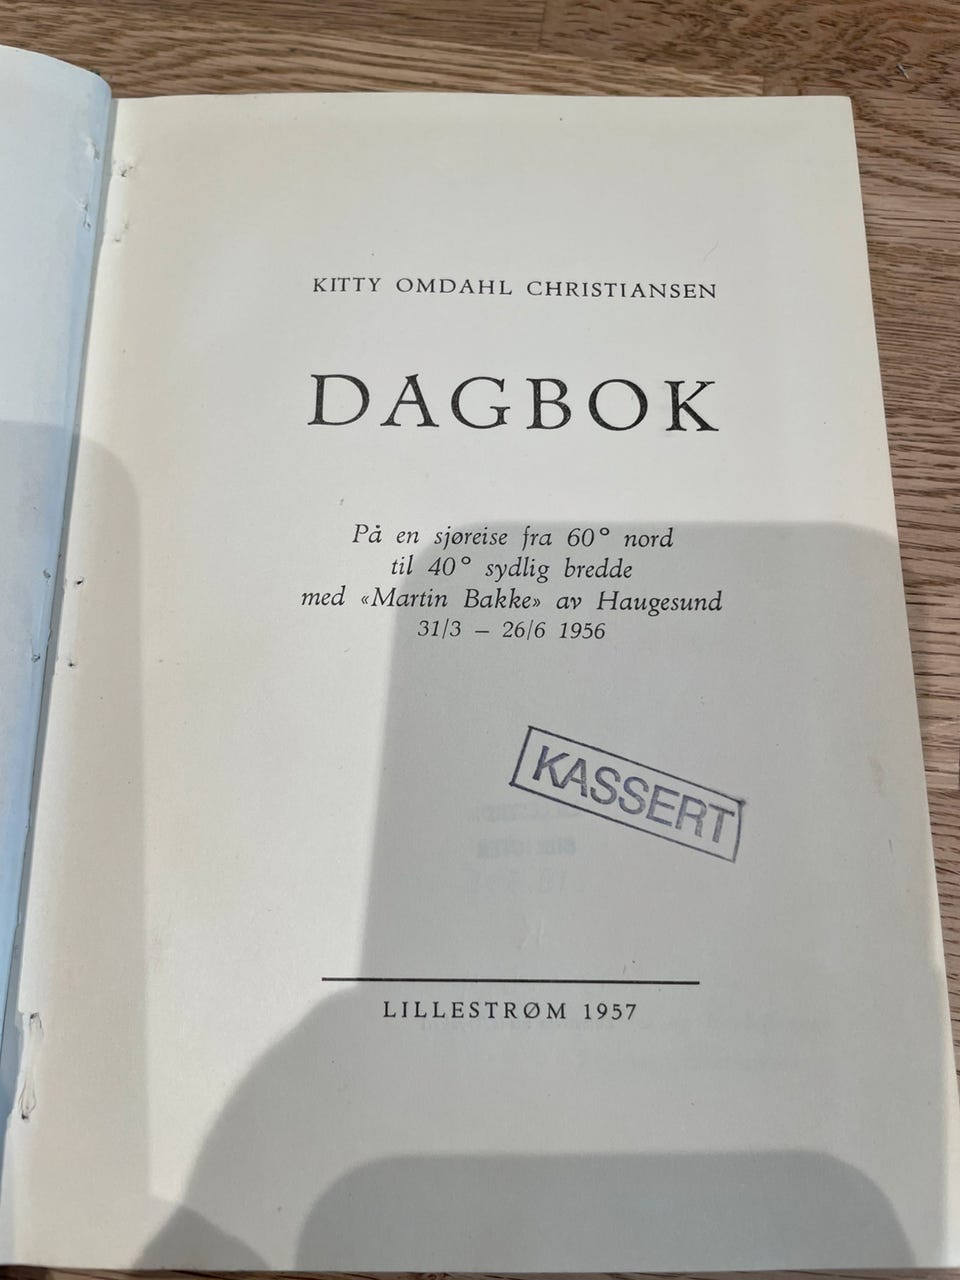 KITTY OMDAHL CHRISTIANSEN
DAGBOK
På en sjøreise fra 60° nord
til 40° sydlig bredde
med «Martin Bakke» av Haugesund
31/3 – 26/6 1956
KASSERT
LILLESTRØM 1957